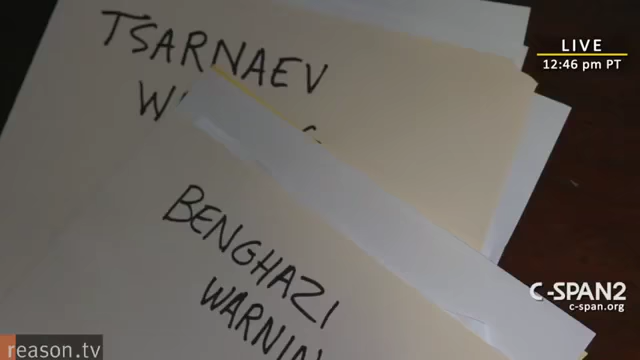 TSARNAEV
BENGHAZI
LIVE
12:46 pm PT
C-SPAN2
c-span.org
reason.tv